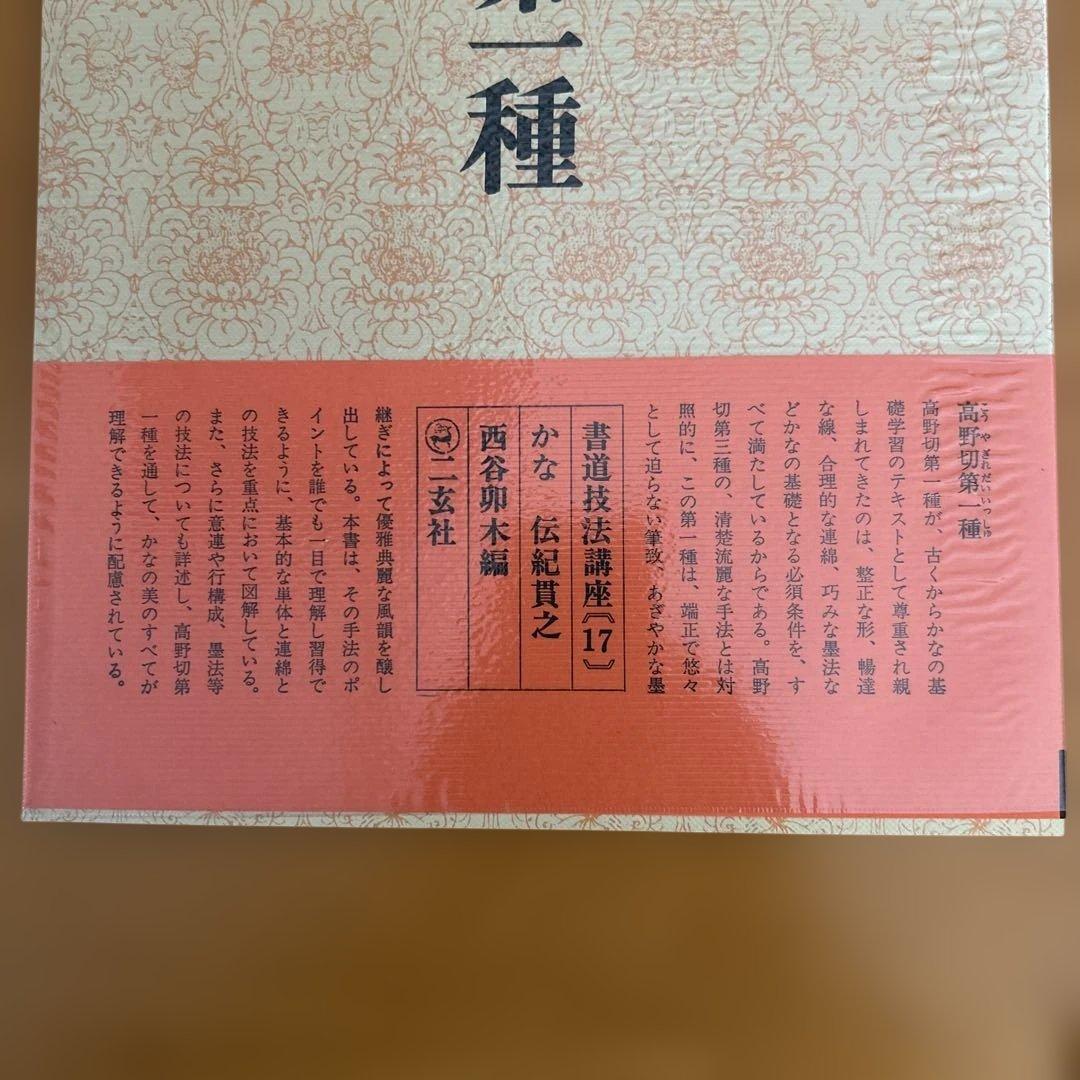 第一種
高野切第一種
こうやぎれだいいっしゅ
高野切第一種が、古くからかなの基
礎学習のテキストとして尊重され親
しまれてきたのは、整正な形、暢達
な線、合理的な連綿、巧みな墨法な
どかなの基礎となる必須条件を、す
べて満たしているからである。高野
切第三種の、清楚流麗な手法とは対
照的に、この第一種は、端正で悠々
として迫らない筆致、あざやかな墨
書道技法講座〘17〙
かな 伝紀貫之
西谷卯木編
二玄社
継ぎによって優雅典麗な風韻を醸し
出している。本書は、その手法のポ
イントを誰でも一目で理解し習得で
きるように、基本的な単体と連綿と
の技法を重点において図解している。
また、さらに意連や行構成、墨法等
の技法についても詳述し、高野切第
一種を通して、かなの美のすべてが
理解できるように配慮されている。